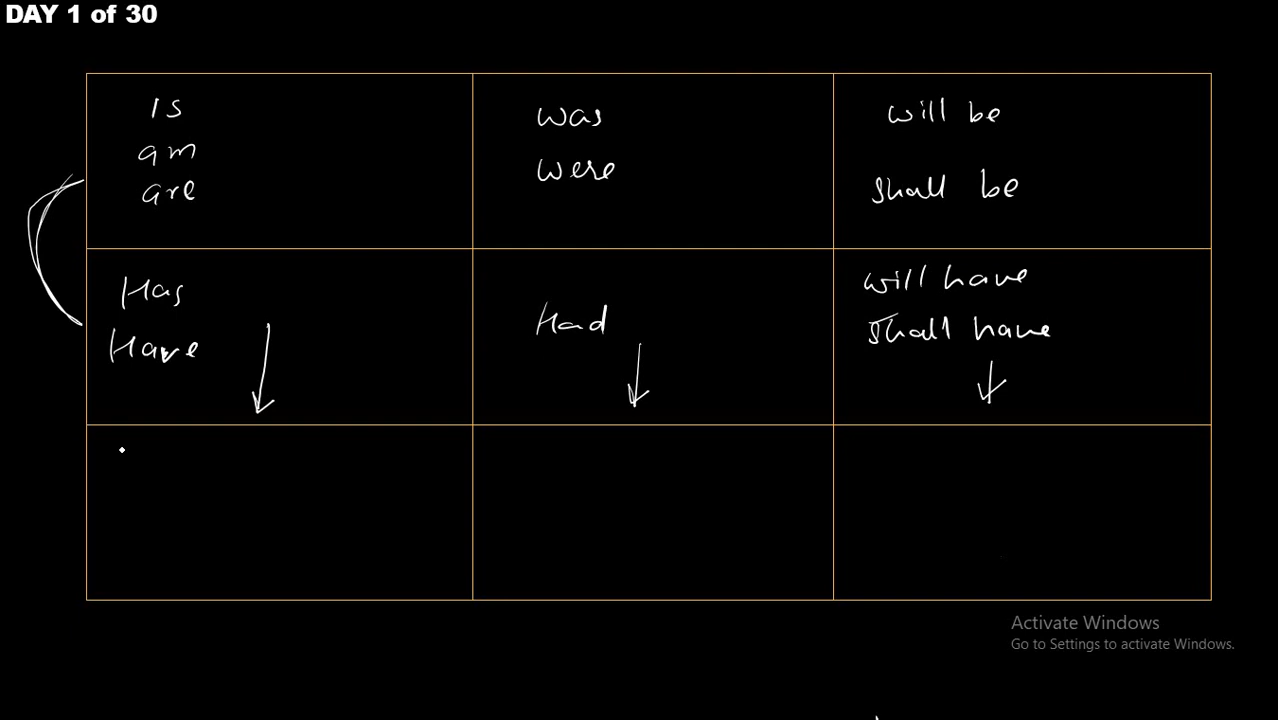 DAY 1 of 30
Is
am
are
was
were
will be
shall be
Has
Have
Had
will have
shall have
Activate Windows
Go to Settings to activate Windows.